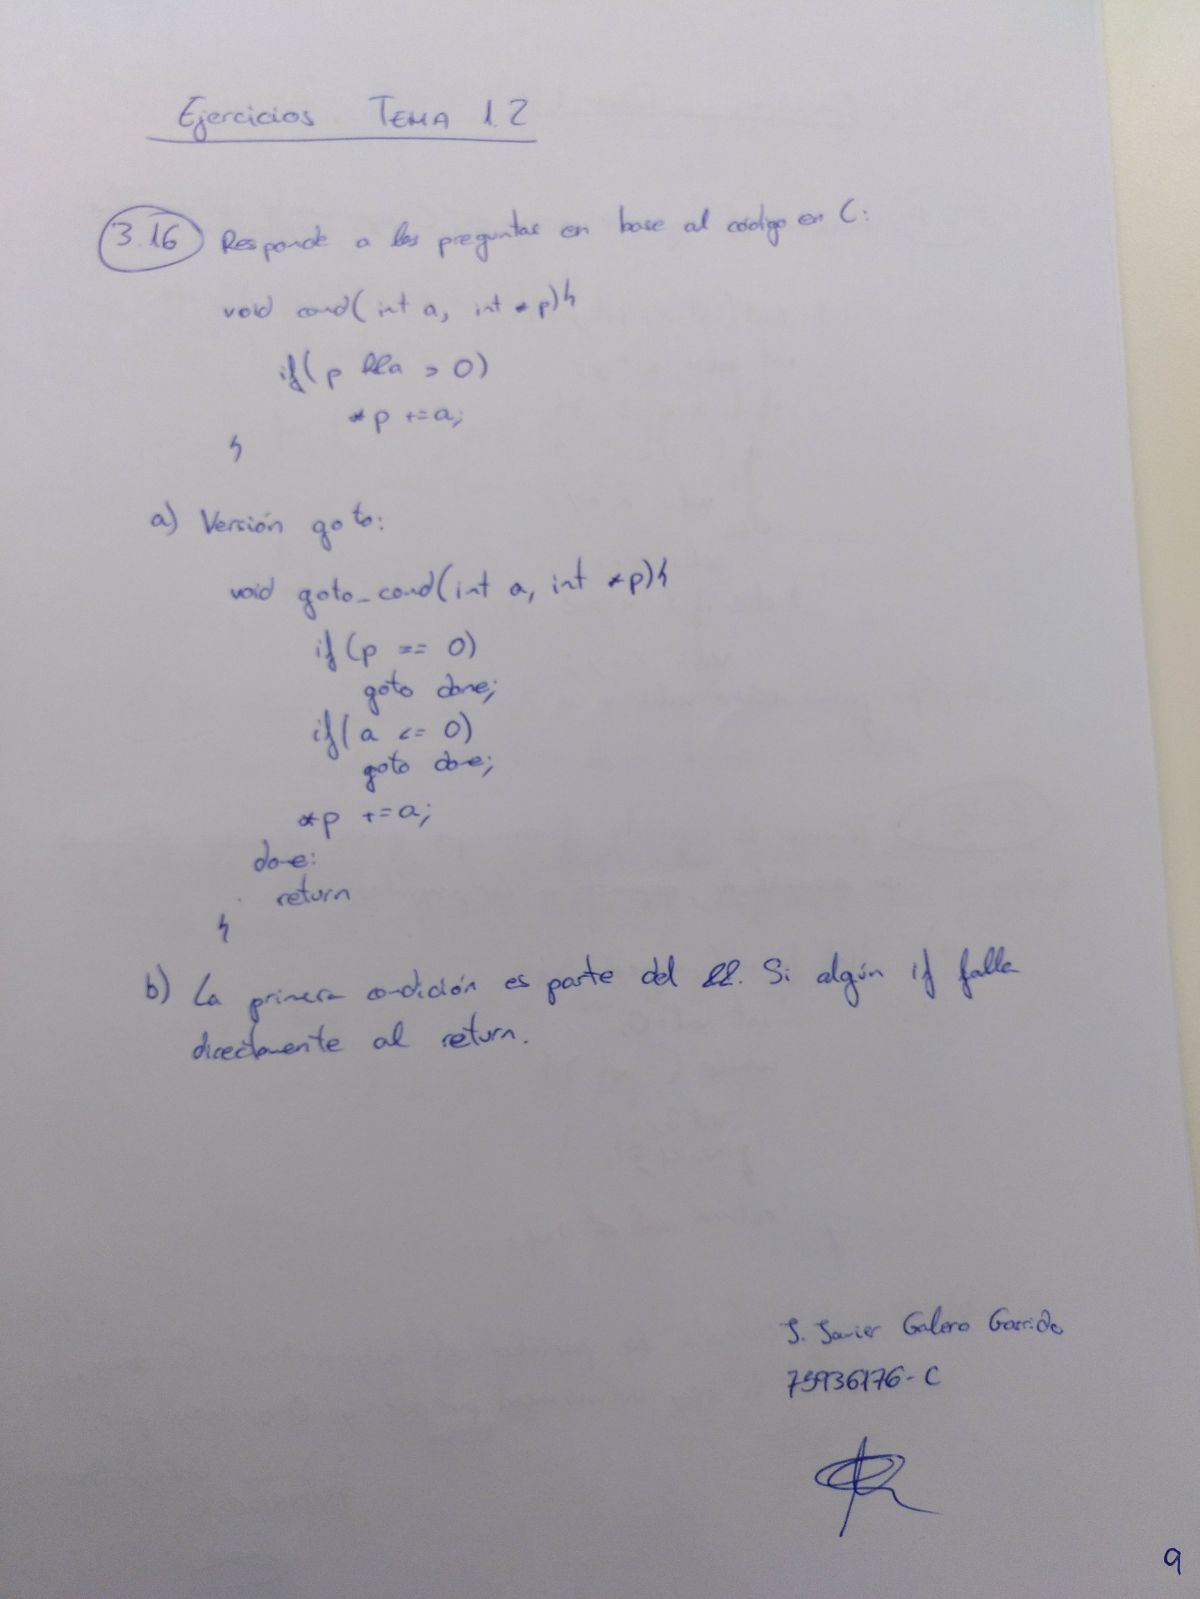 Ejercicios TEMA 1.2
3.16 Responde a las preguntas en base al código en C:
void cond(int a, int *p){
if(p && a > 0)
*p += a;
}
a) Versión goto:
void goto_cond(int a, int *p){
if(p == 0)
goto done;
if(a <= 0)
goto done;
*p += a;
done:
return
}
b) La primera condición es parte del &&. Si algún if falla
directamente al return.
J. Javier Galero Garrido
75936176-C
9